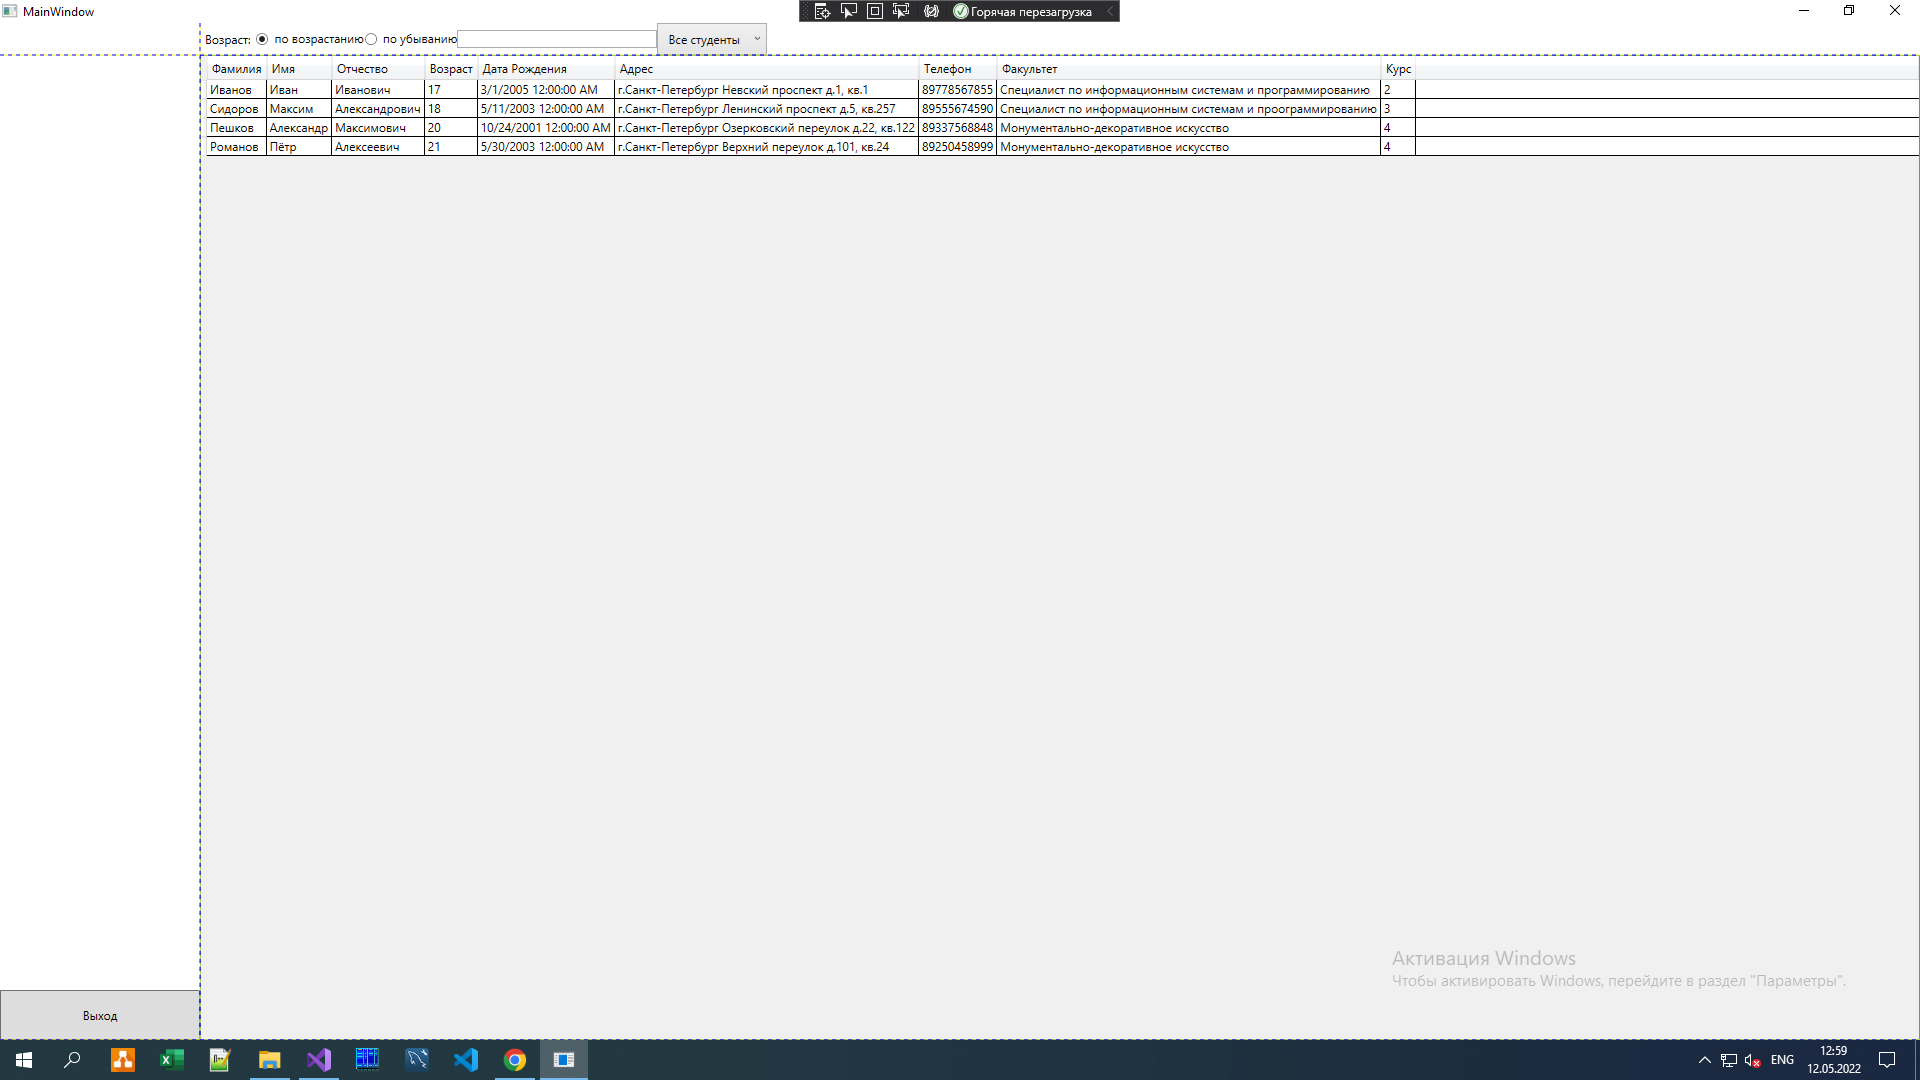 MainWindow
Горячая перезагрузка
Возраст: по возрастанию по убыванию Все студенты
Фамилия Имя Отчество Возраст Дата Рождения Адрес Телефон Факультет Курс
Иванов Иван Иванович 17 3/1/2005 12:00:00 AM г.Санкт-Петербург Невский проспект д.1, кв.1 89778567855 Специалист по информационным системам и программированию 2
Сидоров Максим Александрович 18 5/11/2003 12:00:00 AM г.Санкт-Петербург Ленинский проспект д.5, кв.257 89555674590 Специалист по информационным системам и проограммированию 3
Пешков Александр Максимович 20 10/24/2001 12:00:00 AM г.Санкт-Петербург Озерковский переулок д.22, кв.122 89337568848 Монументально-декоративное искусство 4
Романов Пётр Алексеевич 21 5/30/2003 12:00:00 AM г.Санкт-Петербург Верхний переулок д.101, кв.24 89250458999 Монументально-декоративное искусство 4
Активация Windows
Чтобы активировать Windows, перейдите в раздел "Параметры".
Выход
ENG
12:59
12.05.2022